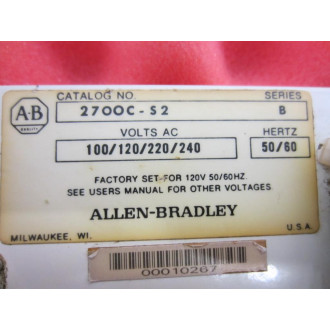 CATALOG NO. SERIES
A-B
QUALITY
2700C-S2 B
VOLTS AC HERTZ
100/120/220/240 50/60
FACTORY SET FOR 120V 50/60HZ.
SEE USERS MANUAL FOR OTHER VOLTAGES
ALLEN-BRADLEY
MILWAUKEE, WI. U.S.A.
00010267